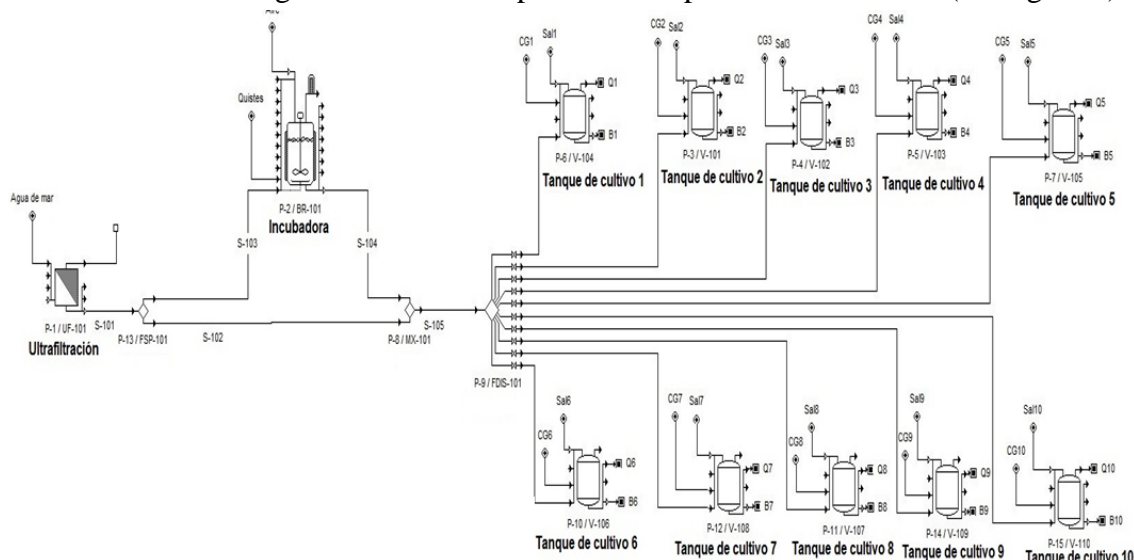 Aire
Quistes
P-2 / BR-101
Incubadora
Agua de mar
P-1 / UF-101
Ultrafiltración
S-101
P-13 / FSP-101
S-103
S-102
S-104
P-8 / MX-101
S-105
P-9 / FDIS-101
CG1
Sal1
Q1
B1
P-6 / V-104
Tanque de cultivo 1
CG2
Sal2
Q2
B2
P-3 / V-101
Tanque de cultivo 2
CG3
Sal3
Q3
B3
P-4 / V-102
Tanque de cultivo 3
CG4
Sal4
Q4
B4
P-5 / V-103
Tanque de cultivo 4
CG5
Sal5
Q5
B5
P-7 / V-105
Tanque de cultivo 5
CG6
Sal6
Q6
B6
P-10 / V-106
Tanque de cultivo 6
CG7
Sal7
Q7
B7
P-12 / V-108
Tanque de cultivo 7
CG8
Sal8
Q8
B8
P-11 / V-107
Tanque de cultivo 8
CG9
Sal9
Q9
B9
P-14 / V-109
Tanque de cultivo 9
CG10
Sal10
Q10
B10
P-15 / V-110
Tanque de cultivo 10